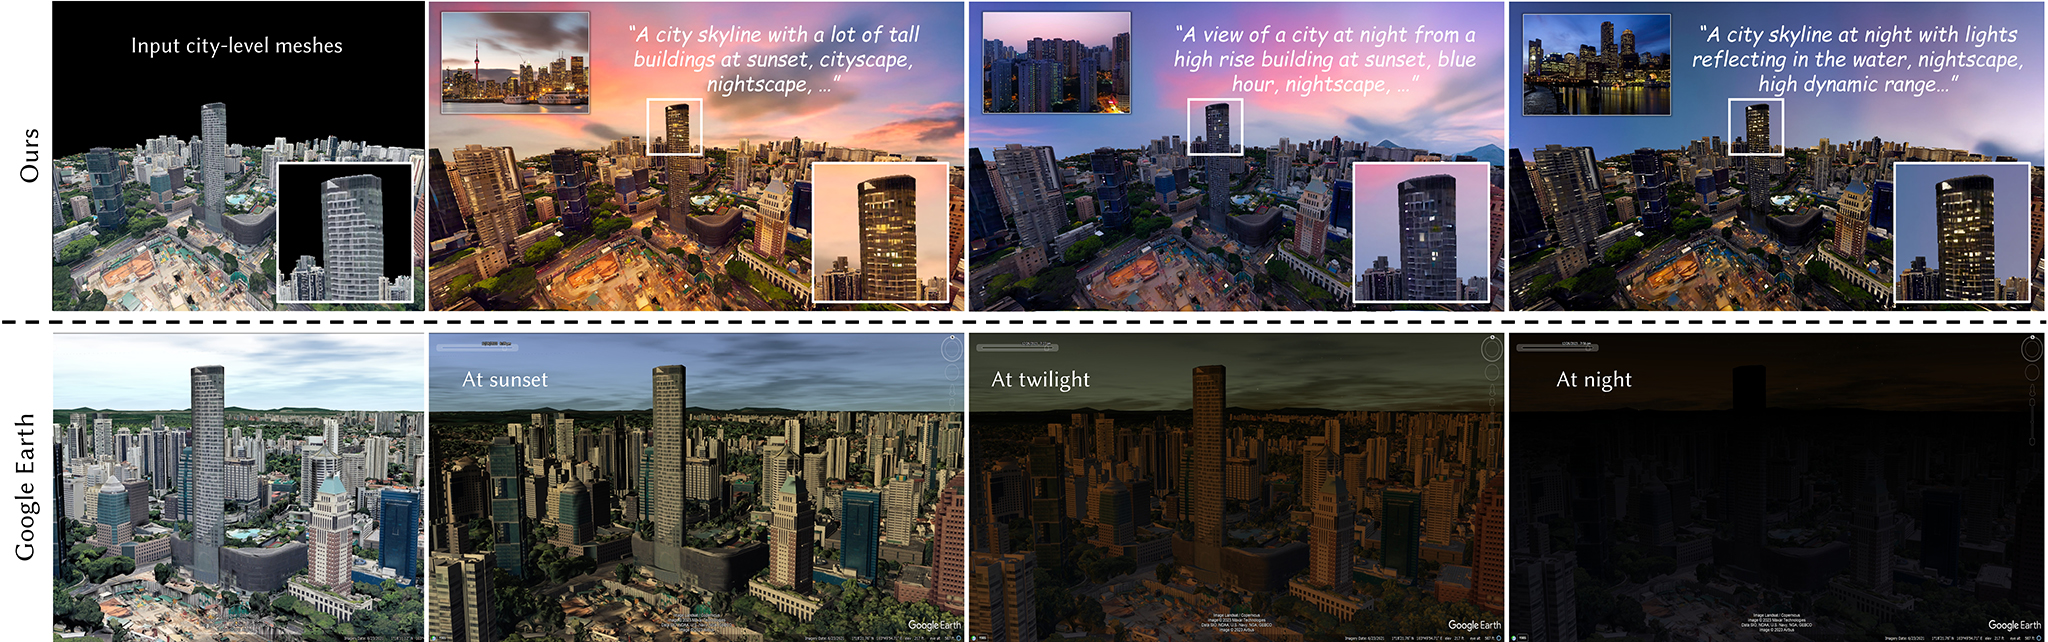 Ours
Input city-level meshes
“A city skyline with a lot of tall
buildings at sunset, cityscape,
nightscape, ...”
“A view of a city at night from a
high rise building at sunset, blue
hour, nightscape, ...”
“A city skyline at night with lights
reflecting in the water, nightscape,
high dynamic range...”
Google Earth
At sunset
Google Earth
At twilight
Google Earth
At night
Google Earth